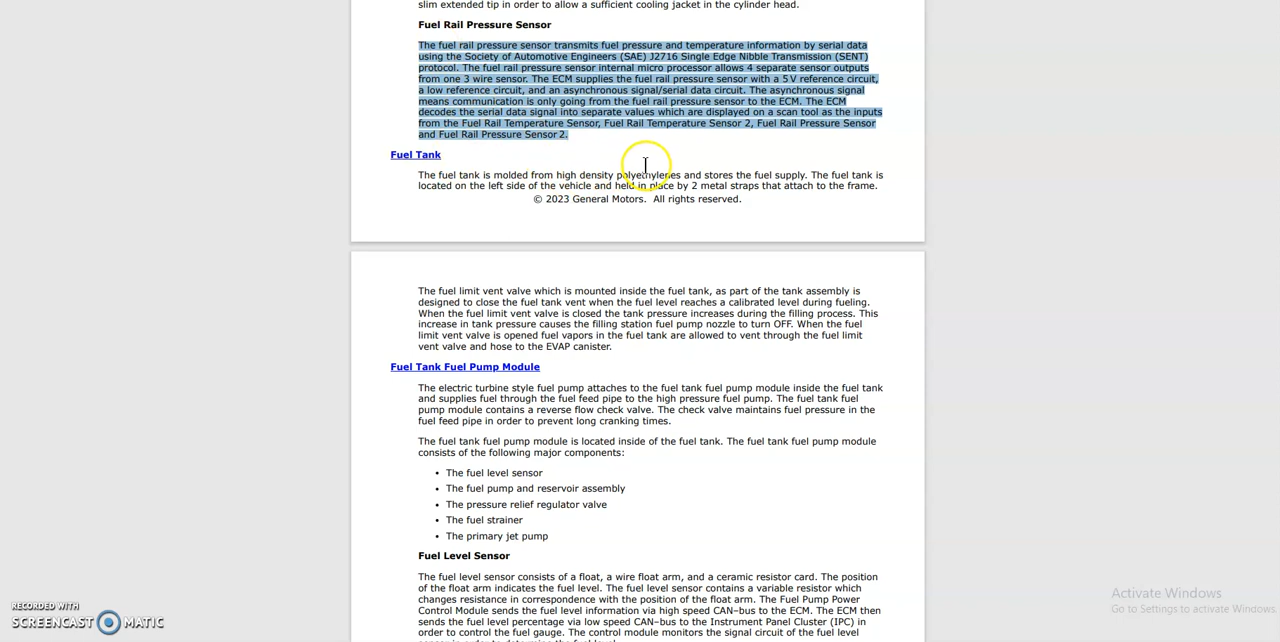 slim extended tip in order to allow a sufficient cooling jacket in the cylinder head.
Fuel Rail Pressure Sensor
The fuel rail pressure sensor transmits fuel pressure and temperature information by serial data
using the Society of Automotive Engineers (SAE) J2716 Single Edge Nibble Transmission (SENT)
protocol. The fuel rail pressure sensor internal micro processor allows 4 separate sensor outputs
from one 3 wire sensor. The ECM supplies the fuel rail pressure sensor with a 5 V reference circuit,
a low reference circuit, and an asynchronous signal/serial data circuit. The asynchronous signal
means communication is only going from the fuel rail pressure sensor to the ECM. The ECM
decodes the serial data signal into separate values which are displayed on a scan tool as the inputs
from the Fuel Rail Temperature Sensor, Fuel Rail Temperature Sensor 2, Fuel Rail Pressure Sensor
and Fuel Rail Pressure Sensor 2.
Fuel Tank
The fuel tank is molded from high density polyethylenes and stores the fuel supply. The fuel tank is
located on the left side of the vehicle and held in place by 2 metal straps that attach to the frame.
© 2023 General Motors. All rights reserved.
The fuel limit vent valve which is mounted inside the fuel tank, as part of the tank assembly is
designed to close the fuel tank vent when the fuel level reaches a calibrated level during fueling.
When the fuel limit vent valve is closed the tank pressure increases during the filling process. This
increase in tank pressure causes the filling station fuel pump nozzle to turn OFF. When the fuel
limit vent valve is opened fuel vapors in the fuel tank are allowed to vent through the fuel limit
vent valve and hose to the EVAP canister.
Fuel Tank Fuel Pump Module
The electric turbine style fuel pump attaches to the fuel tank fuel pump module inside the fuel tank
and supplies fuel through the fuel feed pipe to the high pressure fuel pump. The fuel tank fuel
pump module contains a reverse flow check valve. The check valve maintains fuel pressure in the
fuel feed pipe in order to prevent long cranking times.
The fuel tank fuel pump module is located inside of the fuel tank. The fuel tank fuel pump module
consists of the following major components:
• The fuel level sensor
• The fuel pump and reservoir assembly
• The pressure relief regulator valve
• The fuel strainer
• The primary jet pump
Fuel Level Sensor
The fuel level sensor consists of a float, a wire float arm, and a ceramic resistor card. The position
of the float arm indicates the fuel level. The fuel level sensor contains a variable resistor which
changes resistance in correspondence with the position of the float arm. The Fuel Pump Power
Control Module sends the fuel level information via high speed CAN–bus to the ECM. The ECM then
sends the fuel level percentage via low speed CAN–bus to the Instrument Panel Cluster (IPC) in
order to control the fuel gauge. The control module monitors the signal circuit of the fuel level
Activate Windows
Go to Settings to activate Windows.
RECORDED WITH
SCREENCAST MATIC